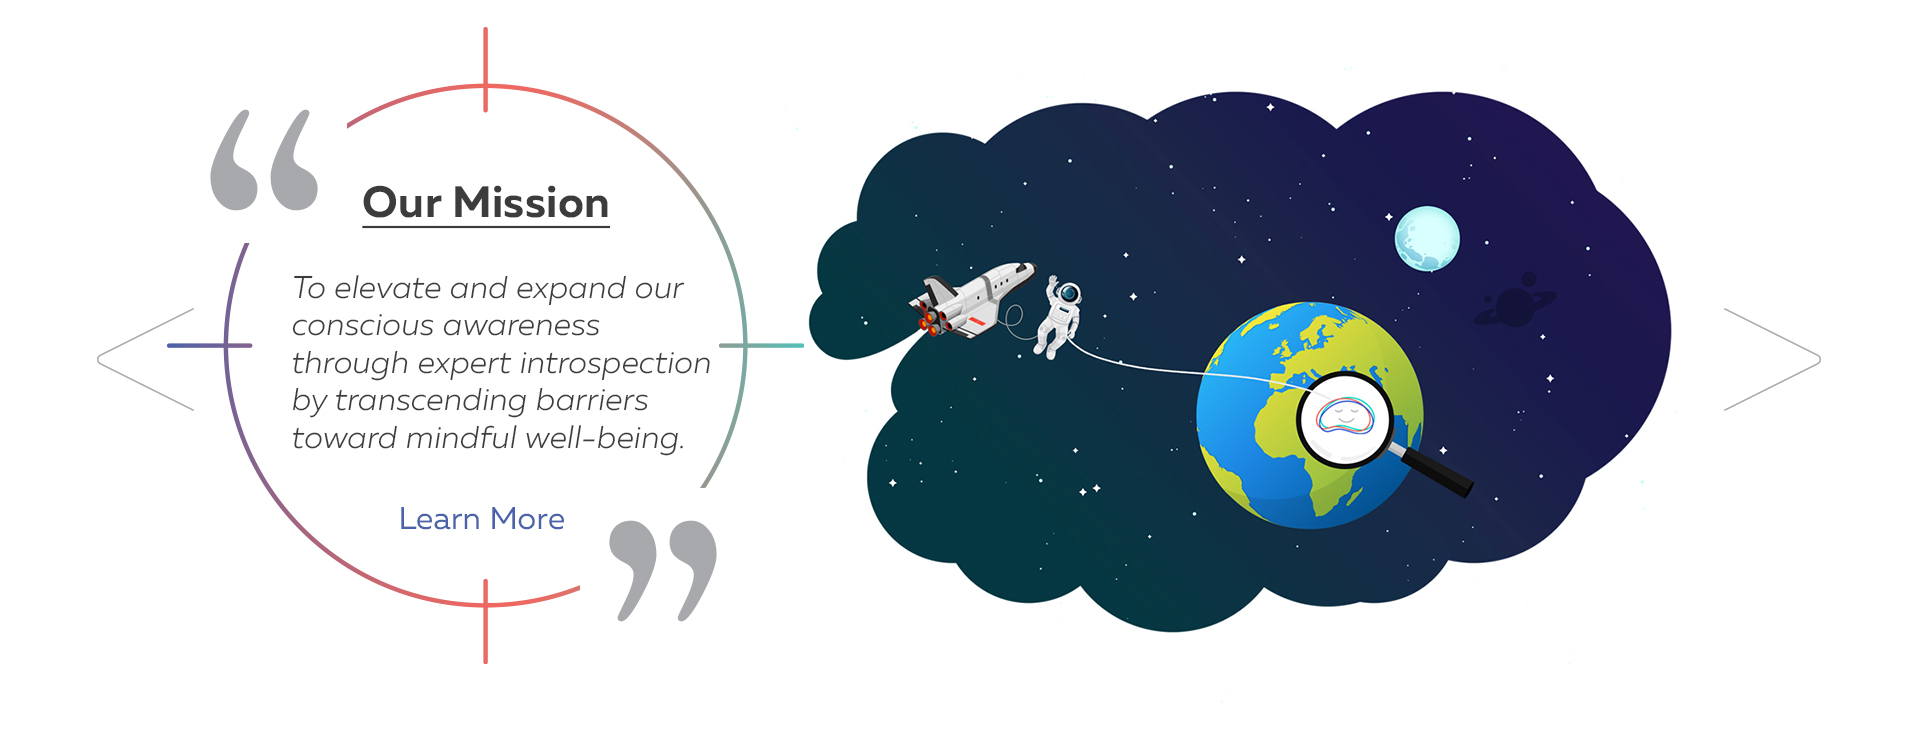 Our Mission
To elevate and expand our
conscious awareness
through expert introspection
by transcending barriers
toward mindful well-being.
Learn More